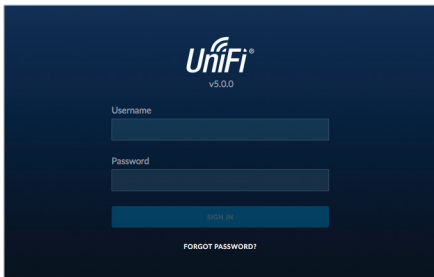 UniFi®
v5.0.0
Username
Password
SIGN IN
FORGOT PASSWORD?